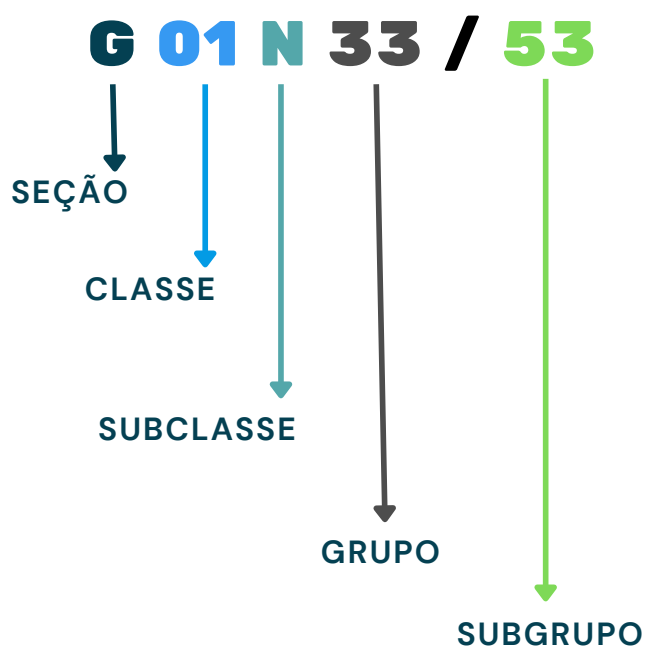 G 01 N 33 / 53
SEÇÃO
CLASSE
SUBCLASSE
GRUPO
SUBGRUPO